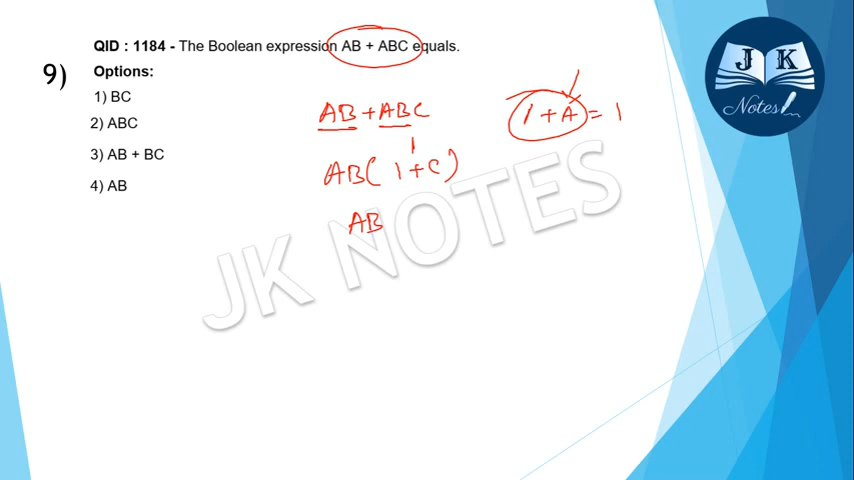 QID : 1184 - The Boolean expression AB + ABC equals.
9)
Options:
1) BC
2) ABC
3) AB + BC
4) AB
AB + ABC
1
AB( 1+C)
AB
1 + A = 1
JK NOTES
J K
Notes